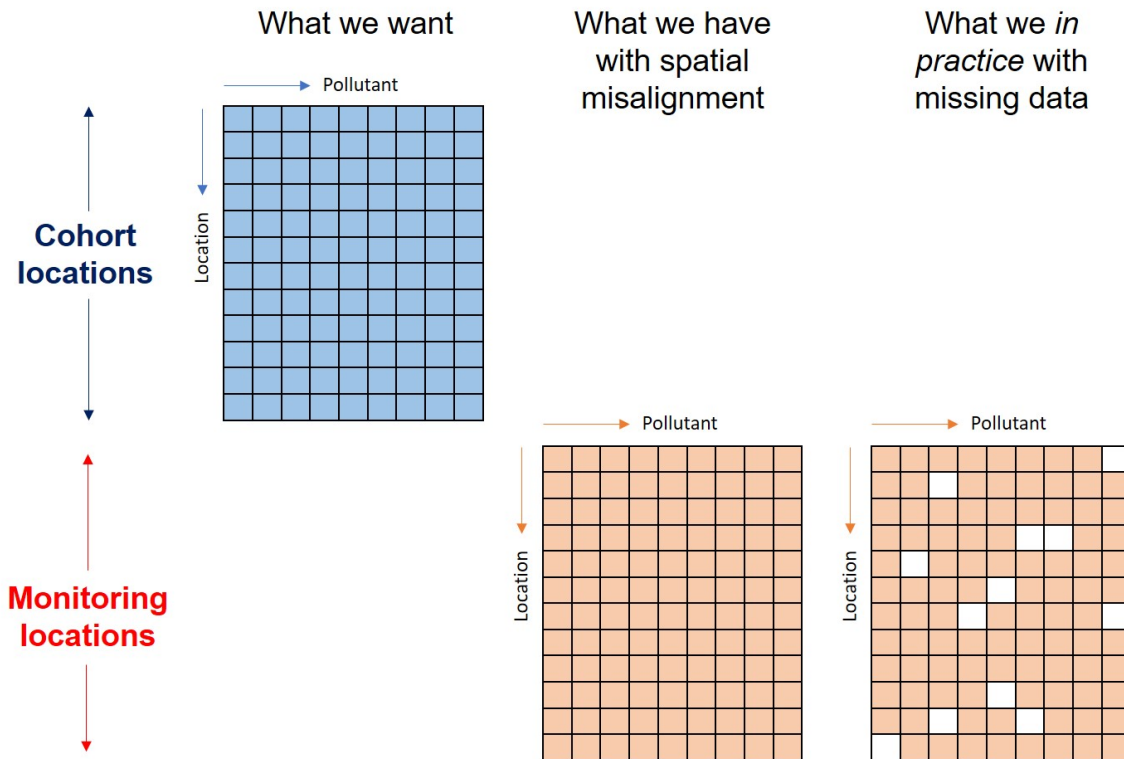 What we want
What we have
with spatial
misalignment
What we in
practice with
missing data
Pollutant
Location
Cohort
locations
Pollutant
Location
Pollutant
Location
Monitoring
locations